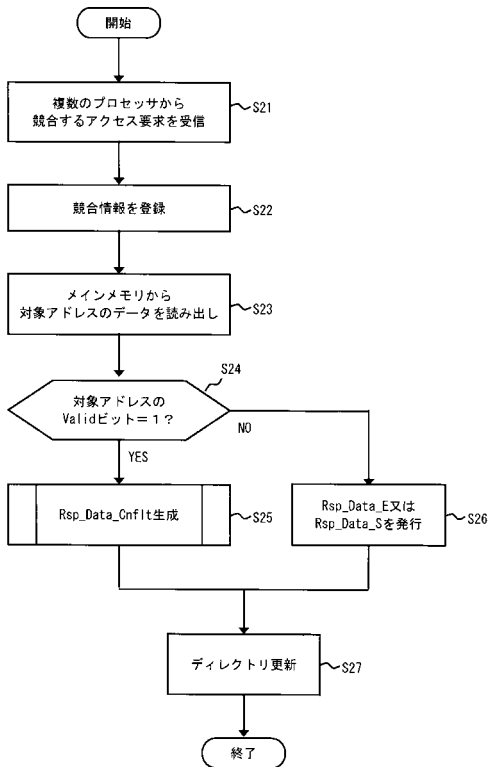 開始
複数のプロセッサから
競合するアクセス要求を受信
S21
競合情報を登録
S22
メインメモリから
対象アドレスのデータを読み出し
S23
S24
対象アドレスの
Validビット=1?
NO
YES
Rsp_Data_Cnflt生成
S25
Rsp_Data_E又は
Rsp_Data_Sを発行
S26
ディレクトリ更新
S27
終了